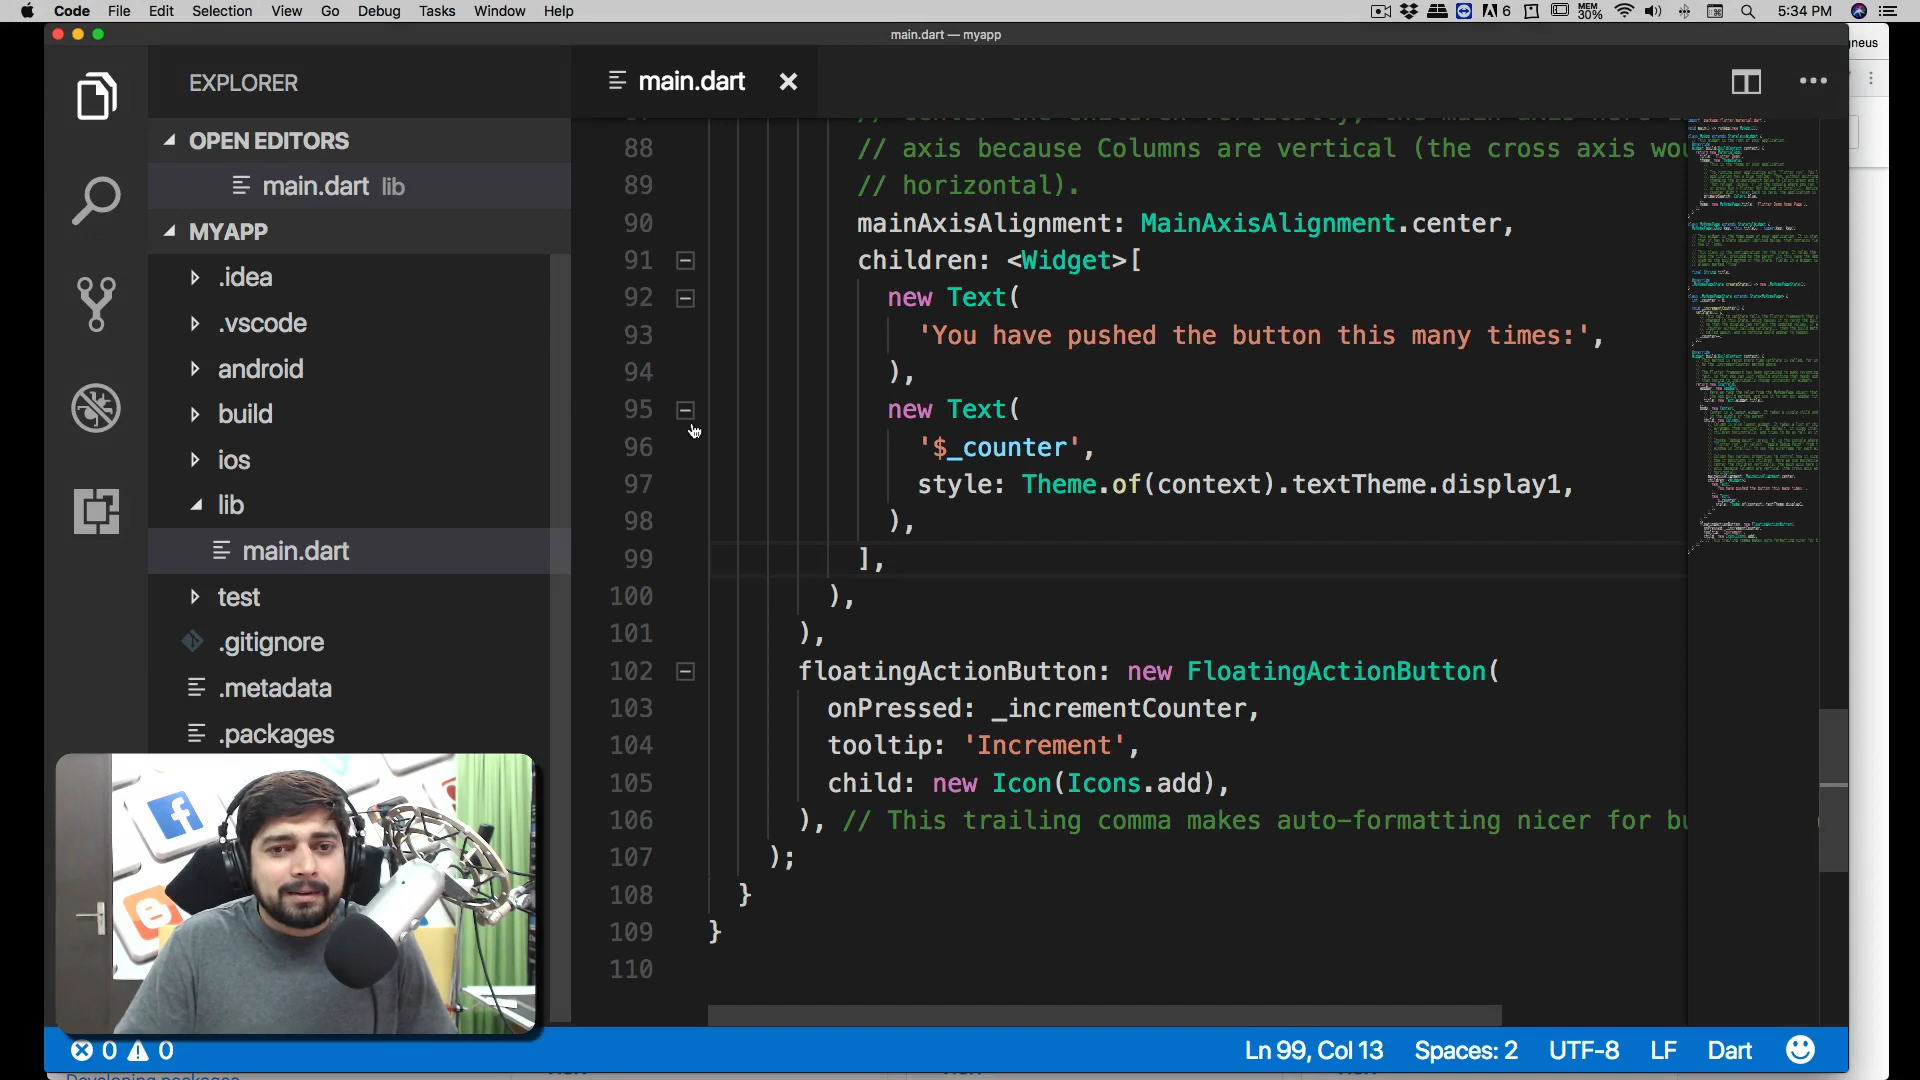 Code File Edit Selection View Go Debug Tasks Window Help
6 MEM 30% 5:34 PM
main.dart — myapp
EXPLORER
main.dart
OPEN EDITORS
main.dart lib
MYAPP
.idea
.vscode
android
build
ios
lib
main.dart
test
.gitignore
.metadata
.packages
88 // axis because Columns are vertical (the cross axis wou
89 // horizontal).
90 mainAxisAlignment: MainAxisAlignment.center,
91 children: <Widget>[
92 new Text(
93 'You have pushed the button this many times:',
94 ),
95 new Text(
96 '$_counter',
97 style: Theme.of(context).textTheme.display1,
98 ),
99 ],
100 ),
101 ),
102 floatingActionButton: new FloatingActionButton(
103 onPressed: _incrementCounter,
104 tooltip: 'Increment',
105 child: new Icon(Icons.add),
106 ), // This trailing comma makes auto-formatting nicer for bu
107 );
108 }
109 }
110
0 0
Ln 99, Col 13 Spaces: 2 UTF-8 LF Dart